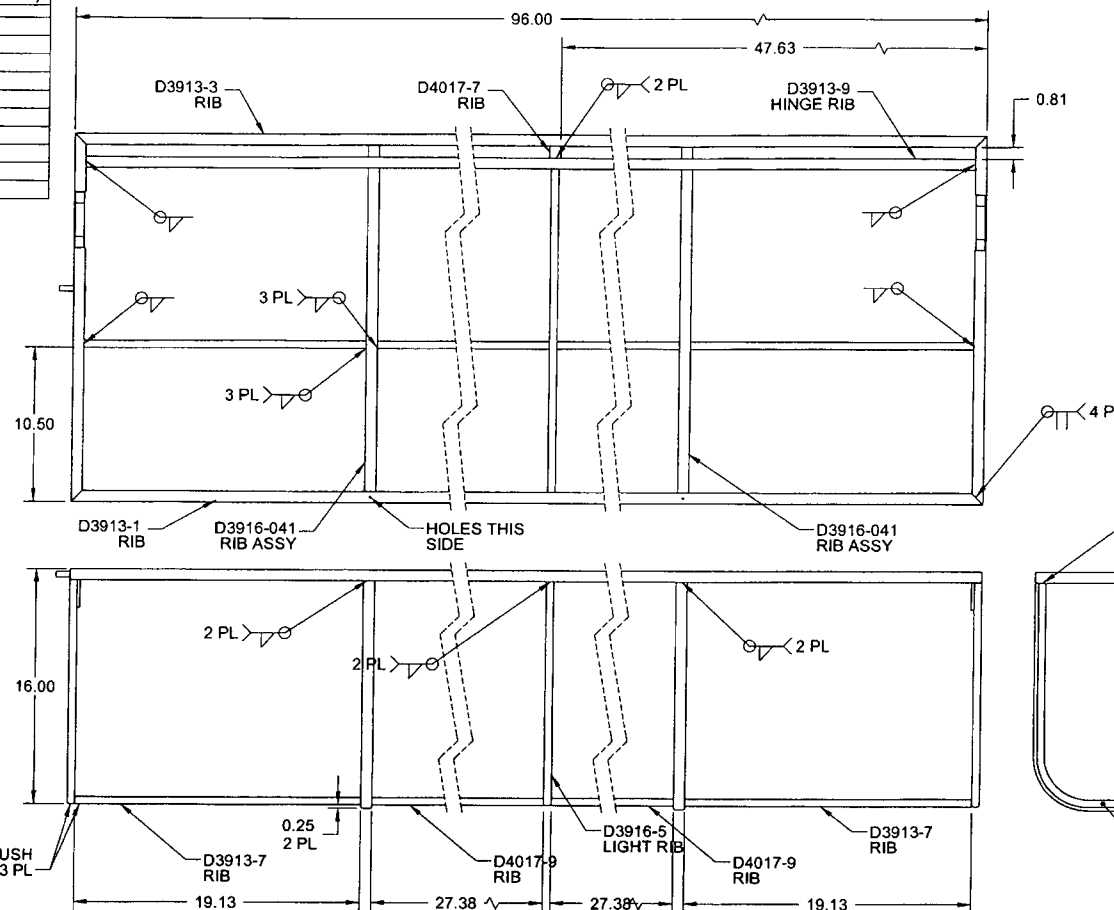 96.00
47.63
D3913-3
RIB
D4017-7
RIB
2 PL
D3913-9
HINGE RIB
0.81
3 PL
3 PL
10.50
4 P
D3913-1
RIB
D3916-041
RIB ASSY
HOLES THIS
SIDE
D3916-041
RIB ASSY
2 PL
2 PL
2 PL
16.00
0.25
2 PL
USH
3 PL
D3913-7
RIB
D4017-9
RIB
D3916-5
LIGHT RIB
D4017-9
RIB
D3913-7
RIB
19.13
27.38
27.38
19.13